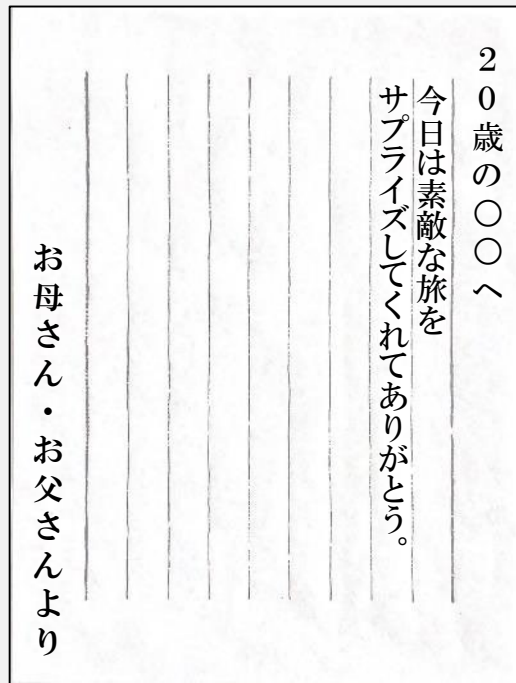 20歳の〇〇へ
今日は素敵な旅を
サプライズしてくれてありがとう。
お母さん・お父さんより